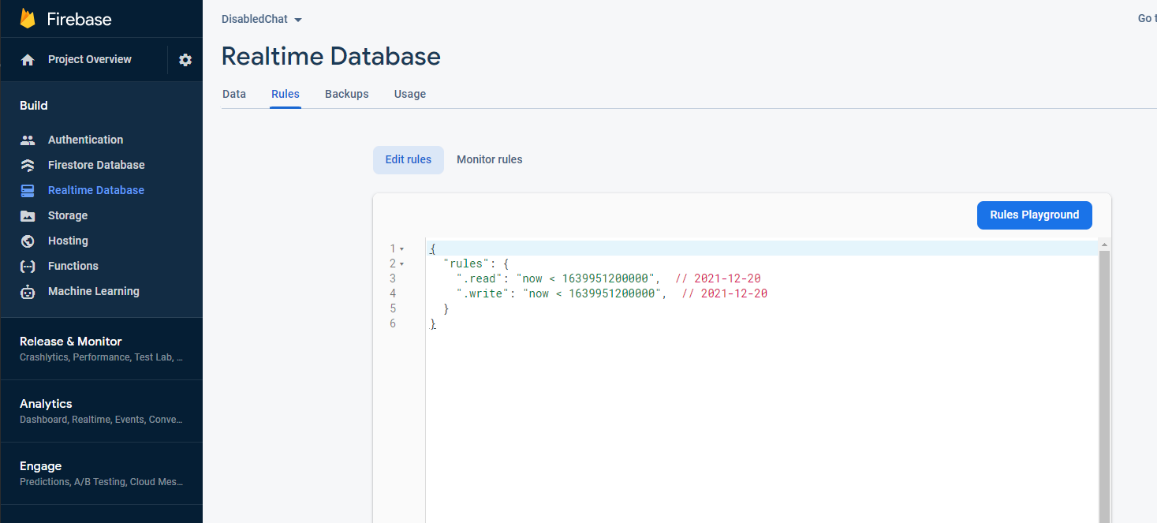 Firebase
Project Overview
Build
Authentication
Firestore Database
Realtime Database
Storage
Hosting
Functions
Machine Learning
Release & Monitor
Crashlytics, Performance, Test Lab, ...
Analytics
Dashboard, Realtime, Events, Conve...
Engage
Predictions, A/B Testing, Cloud Mes...
DisabledChat
Go t
Realtime Database
Data Rules Backups Usage
Edit rules Monitor rules
Rules Playground
1 {
2 "rules": {
3 ".read": "now < 1639951200000", // 2021-12-20
4 ".write": "now < 1639951200000", // 2021-12-20
5 }
6 }